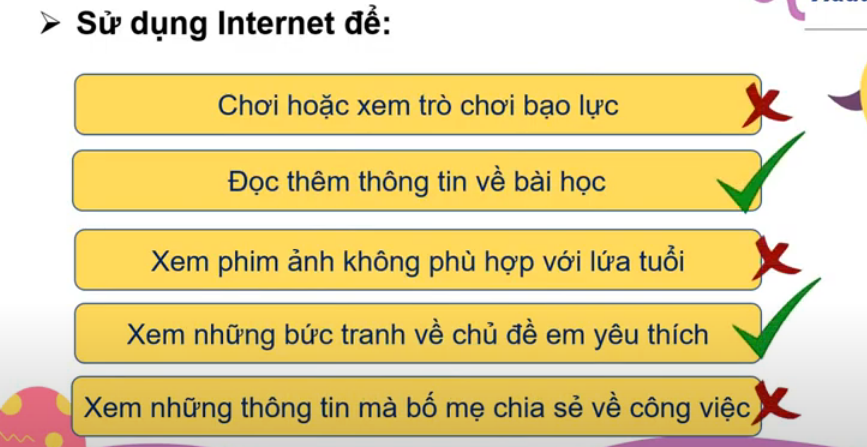 Sử dụng Internet để:
Chơi hoặc xem trò chơi bạo lực
Đọc thêm thông tin về bài học
Xem phim ảnh không phù hợp với lứa tuổi
Xem những bức tranh về chủ đề em yêu thích
Xem những thông tin mà bố mẹ chia sẻ về công việc